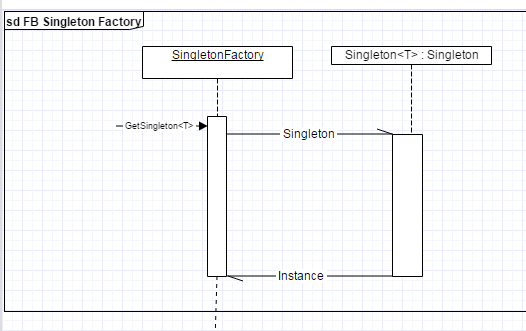 sd FB Singleton Factory
SingletonFactory
Singleton<T> : Singleton
GetSingleton<T>
Singleton
Instance